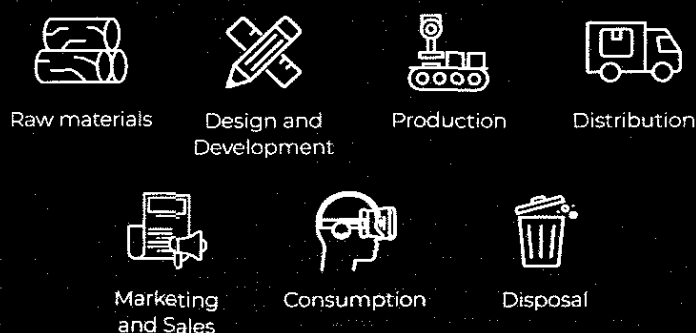 Raw materials
Design and
Development
Production
Distribution
Marketing
and Sales
Consumption
Disposal